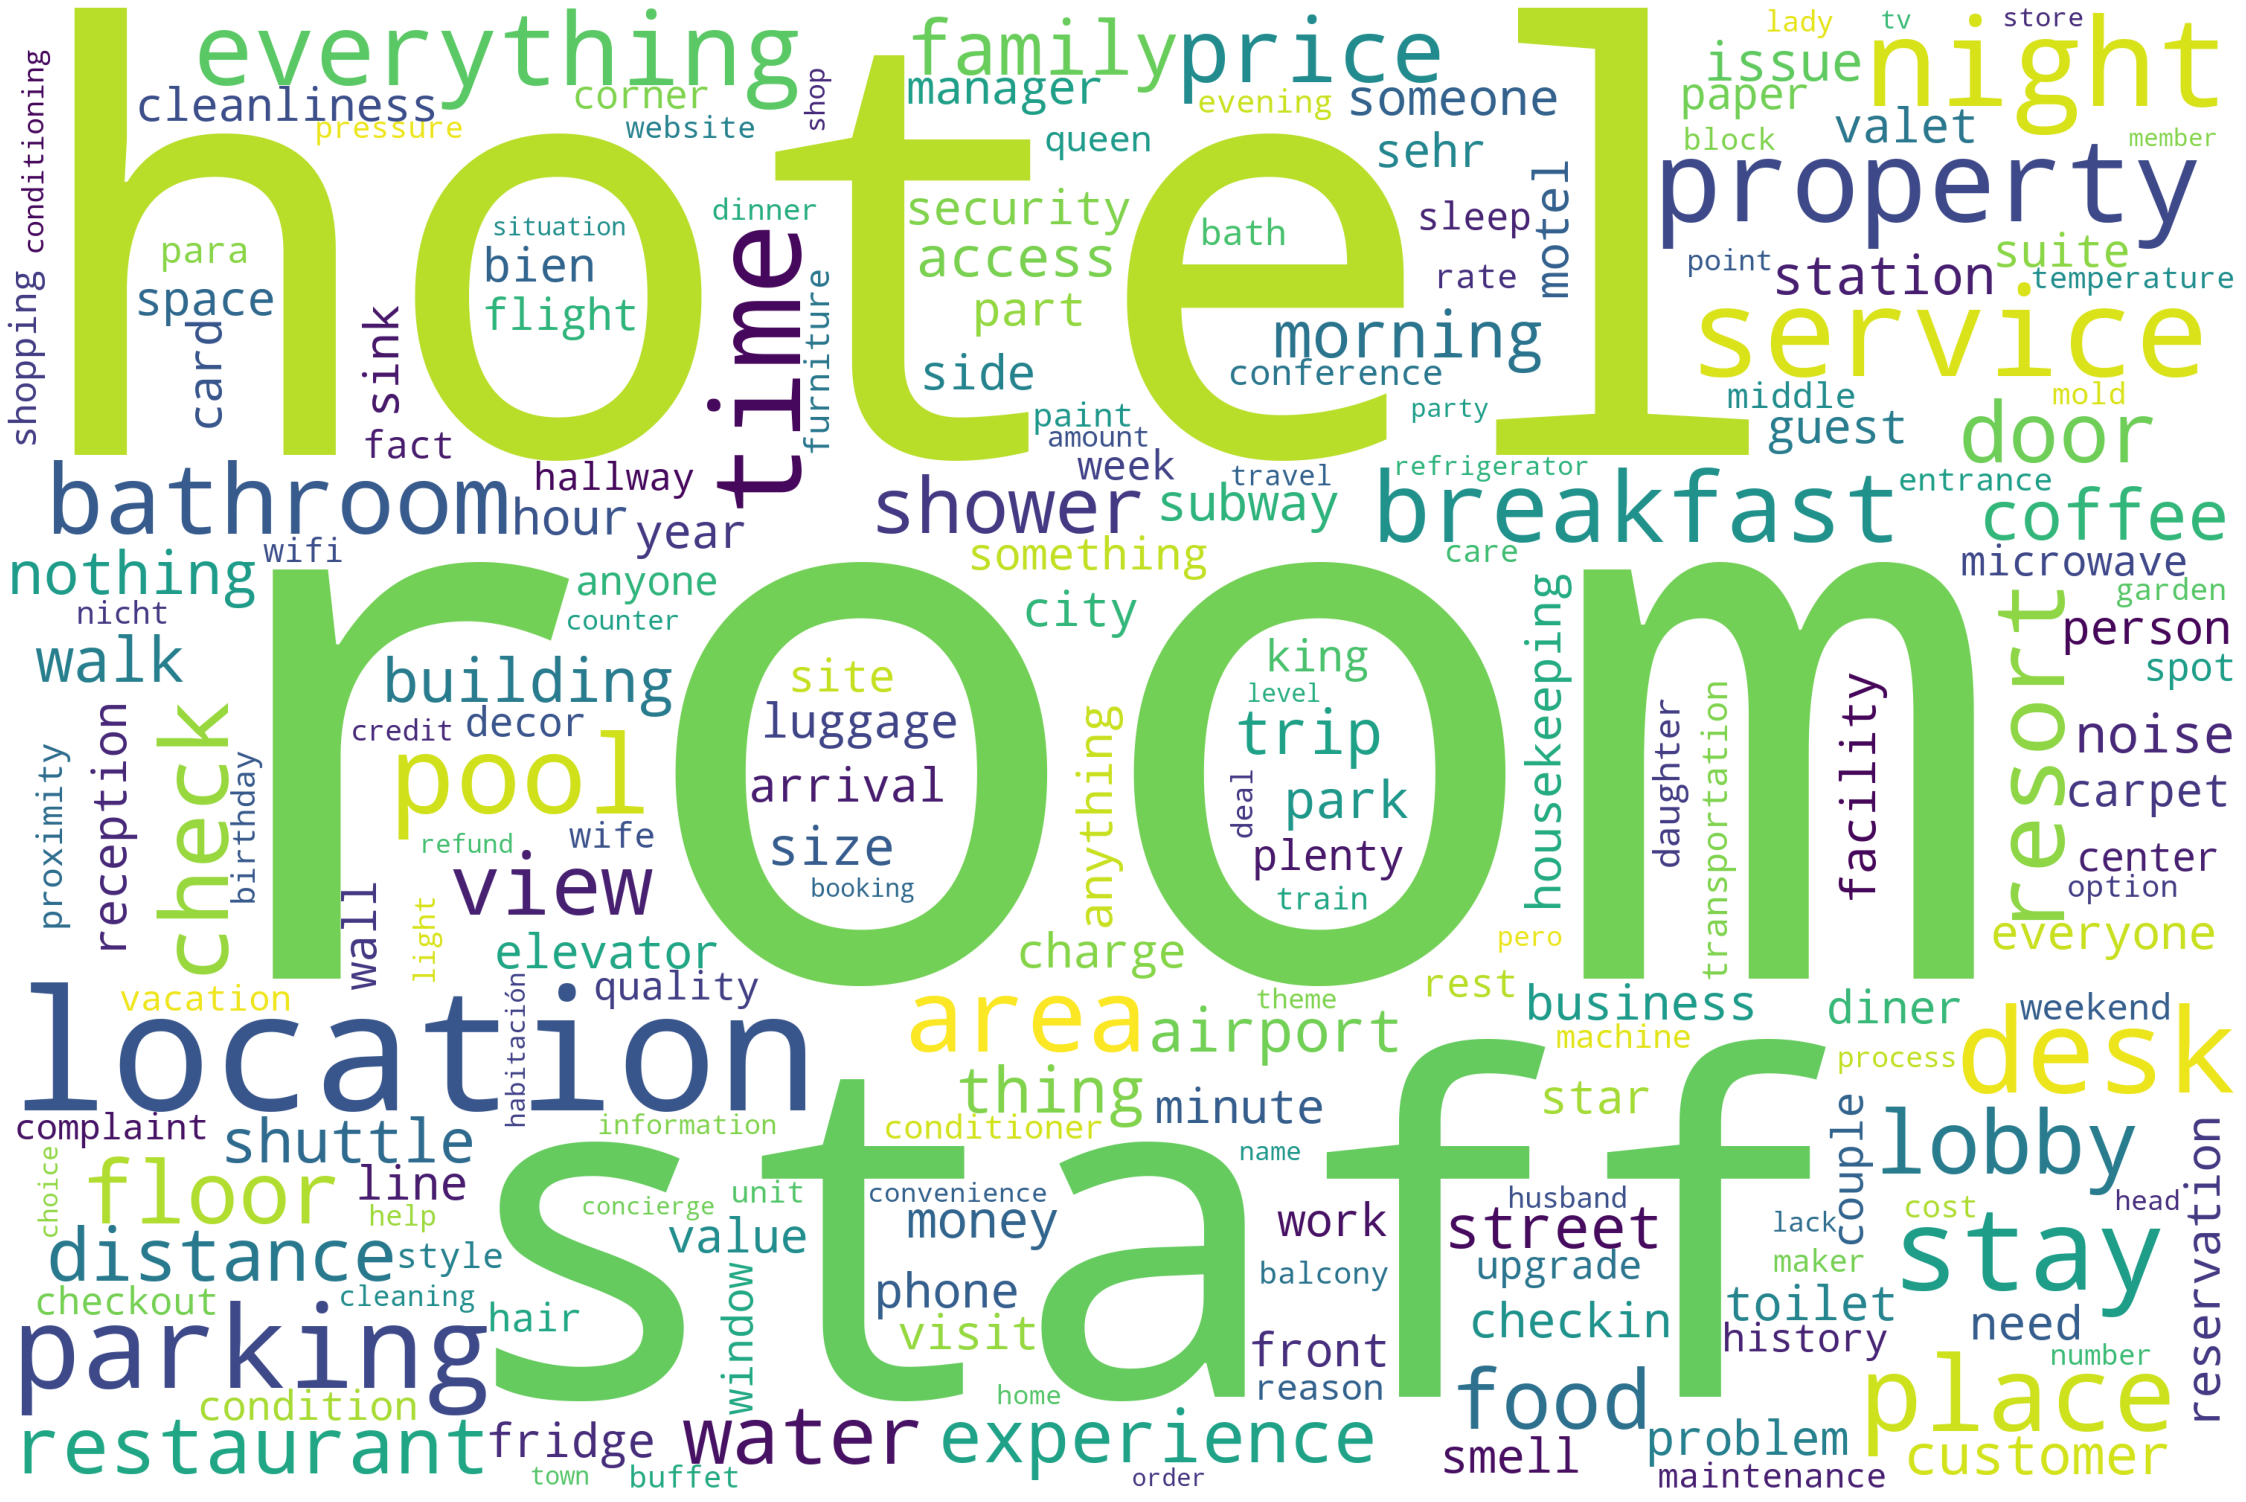 hotel
room
staff
everything
family
price
lady
tv
store
night
issue
cleanliness
corner
shop
manager
evening
someone
paper
conditioning
pressure
website
queen
sehr
block
valet
member
property
situation
dinner
security
bath
sleep
motel
para
bien
time
access
rate
point
station
suite
temperature
space
flight
part
morning
service
shopping
card
sink
furniture
side
conference
middle
mold
fact
paint
party
guest
door
amount
week
hallway
travel
refrigerator
entrance
bathroom
hour
year
shower
subway
breakfast
coffee
nothing
wifi
anyone
something
care
microwave
nicht
counter
city
housekeeping
garden
person
walk
building
site
king
level
resort
spot
reception
check
credit
decor
luggage
trip
daughter
transportation
facility
noise
proximity
birthday
pool
arrival
anything
deal
park
carpet
refund
wife
size
plenty
center
wall
view
booking
train
option
light
elevator
charge
pero
everyone
vacation
habitación
quality
rest
location
area
theme
airport
business
diner
weekend
machine
process
desk
thing
minute
star
complaint
shuttle
information
conditioner
name
couple
lobby
reservation
choice
floor
line
help
concierge
unit
convenience
husband
lack
cost
head
value
money
work
street
stay
distance
style
window
balcony
upgrade
maker
checkout
cleaning
hair
phone
checkin
toilet
need
parking
visit
front
history
number
condition
home
reason
food
place
restaurant
fridge
water
experience
smell
problem
customer
town
buffet
order
maintenance